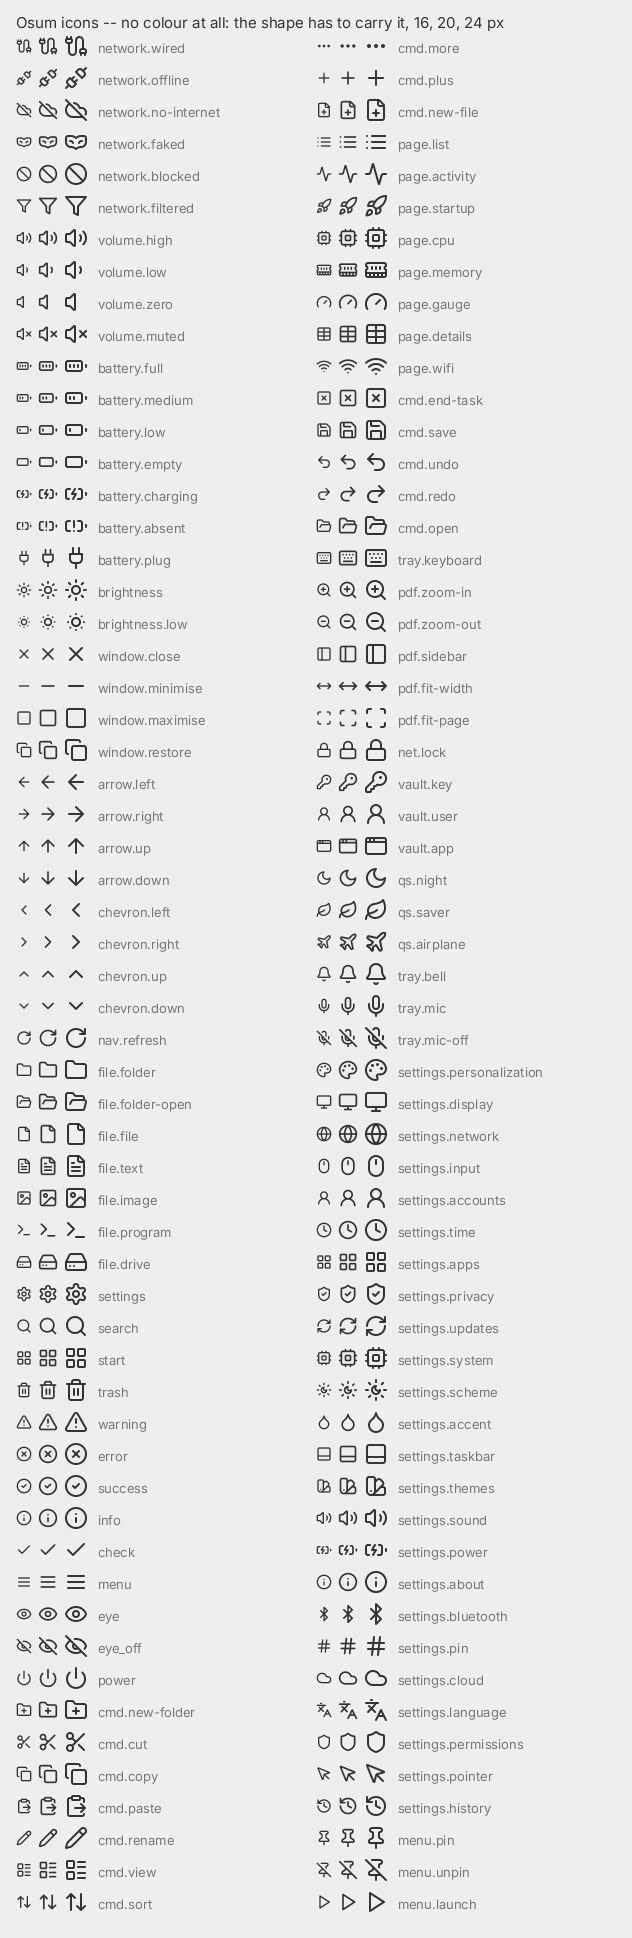 Osum icons -- no colour at all: the shape has to carry it, 16, 20, 24 px
network.wired
network.offline
network.no-internet
network.faked
network.blocked
network.filtered
volume.high
volume.low
volume.zero
volume.muted
battery.full
battery.medium
battery.low
battery.empty
battery.charging
battery.absent
battery.plug
brightness
brightness.low
window.close
window.minimise
window.maximise
window.restore
arrow.left
arrow.right
arrow.up
arrow.down
chevron.left
chevron.right
chevron.up
chevron.down
nav.refresh
file.folder
file.folder-open
file.file
file.text
file.image
file.program
file.drive
settings
search
start
trash
warning
error
success
info
check
menu
eye
eye_off
power
cmd.new-folder
cmd.cut
cmd.copy
cmd.paste
cmd.rename
cmd.view
cmd.sort
cmd.more
cmd.plus
cmd.new-file
page.list
page.activity
page.startup
page.cpu
page.memory
page.gauge
page.details
page.wifi
cmd.end-task
cmd.save
cmd.undo
cmd.redo
cmd.open
tray.keyboard
pdf.zoom-in
pdf.zoom-out
pdf.sidebar
pdf.fit-width
pdf.fit-page
net.lock
vault.key
vault.user
vault.app
qs.night
qs.saver
qs.airplane
tray.bell
tray.mic
tray.mic-off
settings.personalization
settings.display
settings.network
settings.input
settings.accounts
settings.time
settings.apps
settings.privacy
settings.updates
settings.system
settings.scheme
settings.accent
settings.taskbar
settings.themes
settings.sound
settings.power
settings.about
settings.bluetooth
settings.pin
settings.cloud
settings.language
settings.permissions
settings.pointer
settings.history
menu.pin
menu.unpin
menu.launch